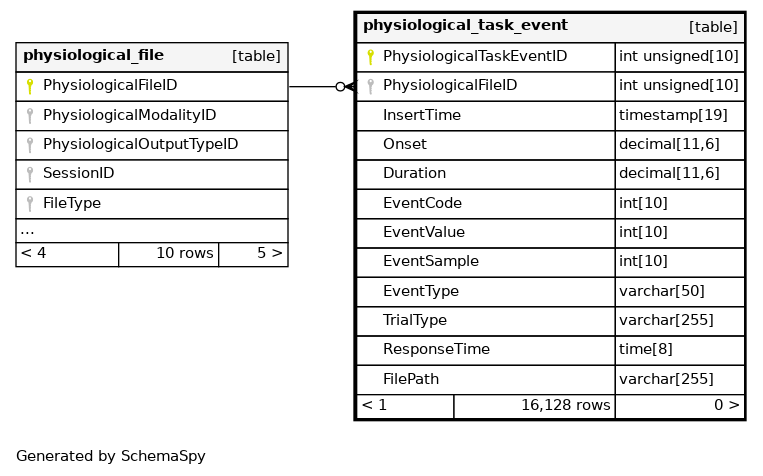 physiological_file [table]
PhysiologicalFileID
PhysiologicalModalityID
PhysiologicalOutputTypeID
SessionID
FileType
...
< 4 10 rows 5 >
physiological_task_event [table]
PhysiologicalTaskEventID int unsigned[10]
PhysiologicalFileID int unsigned[10]
InsertTime timestamp[19]
Onset decimal[11,6]
Duration decimal[11,6]
EventCode int[10]
EventValue int[10]
EventSample int[10]
EventType varchar[50]
TrialType varchar[255]
ResponseTime time[8]
FilePath varchar[255]
< 1 16,128 rows 0 >
Generated by SchemaSpy